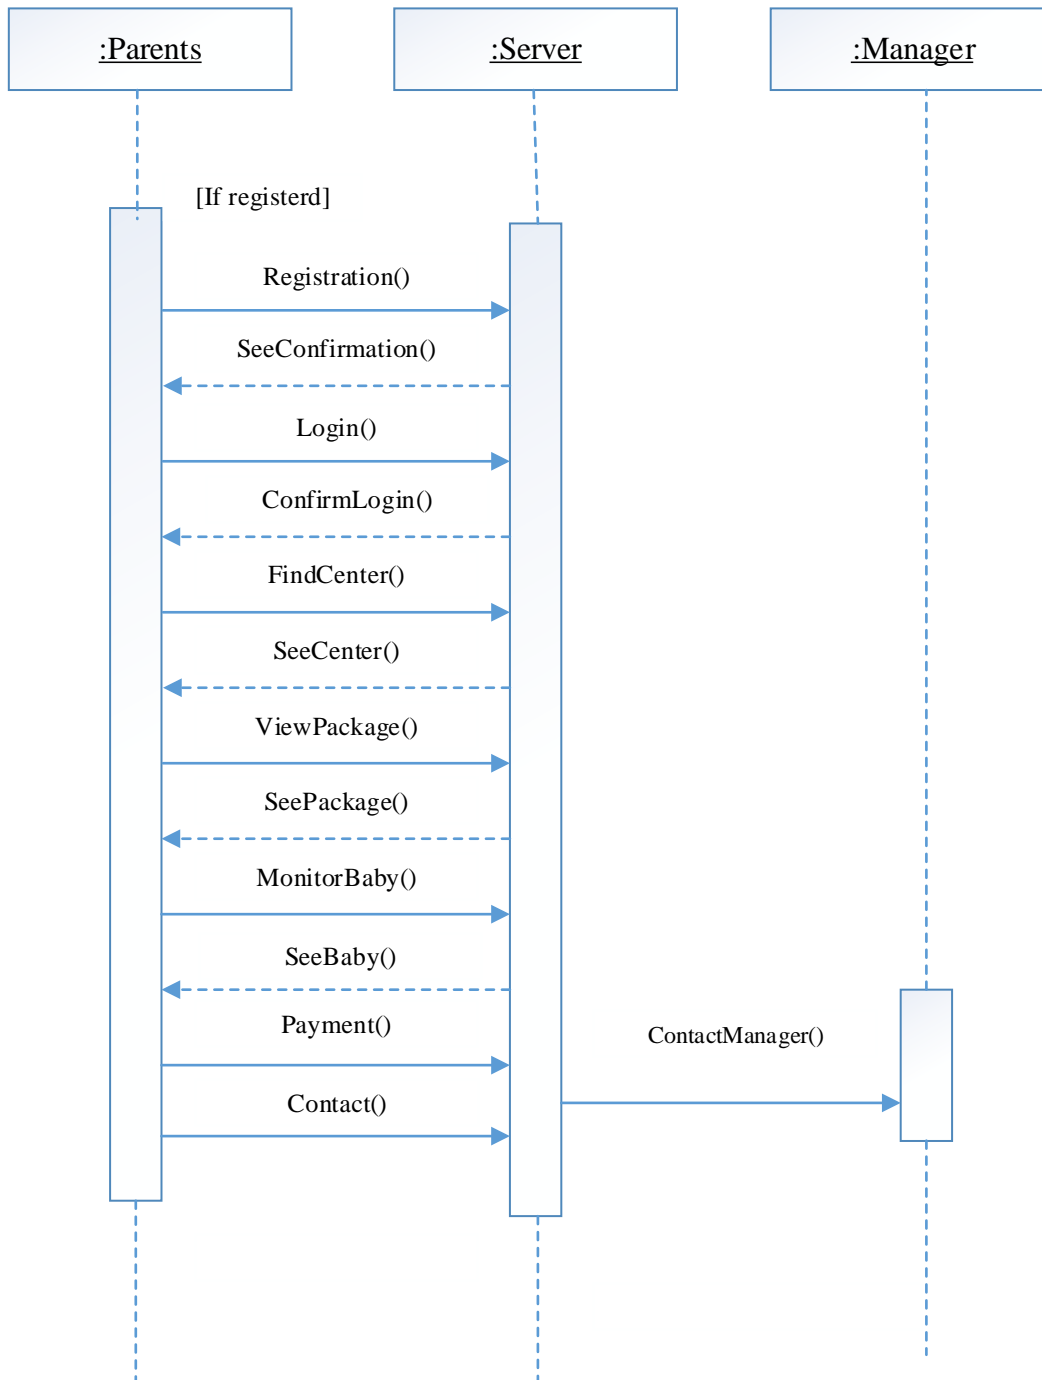 :Parents
:Server
:Manager
[If registerd]
Registration()
SeeConfirmation()
Login()
ConfirmLogin()
FindCenter()
SeeCenter()
ViewPackage()
SeePackage()
MonitorBaby()
SeeBaby()
Payment()
ContactManager()
Contact()